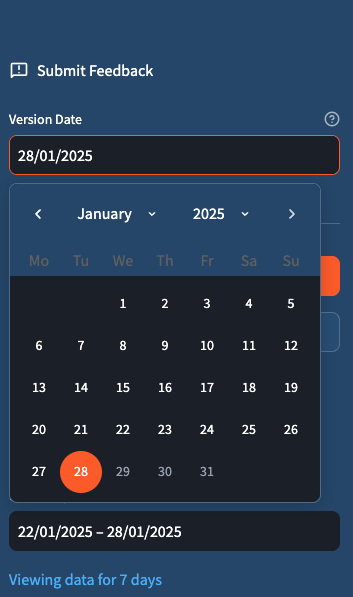 Submit Feedback
Version Date
28/01/2025
January 2025
Mo Tu We Th Fr Sa Su
1 2 3 4 5
6 7 8 9 10 11 12
13 14 15 16 17 18 19
20 21 22 23 24 25 26
27 28 29 30 31
22/01/2025 – 28/01/2025
Viewing data for 7 days